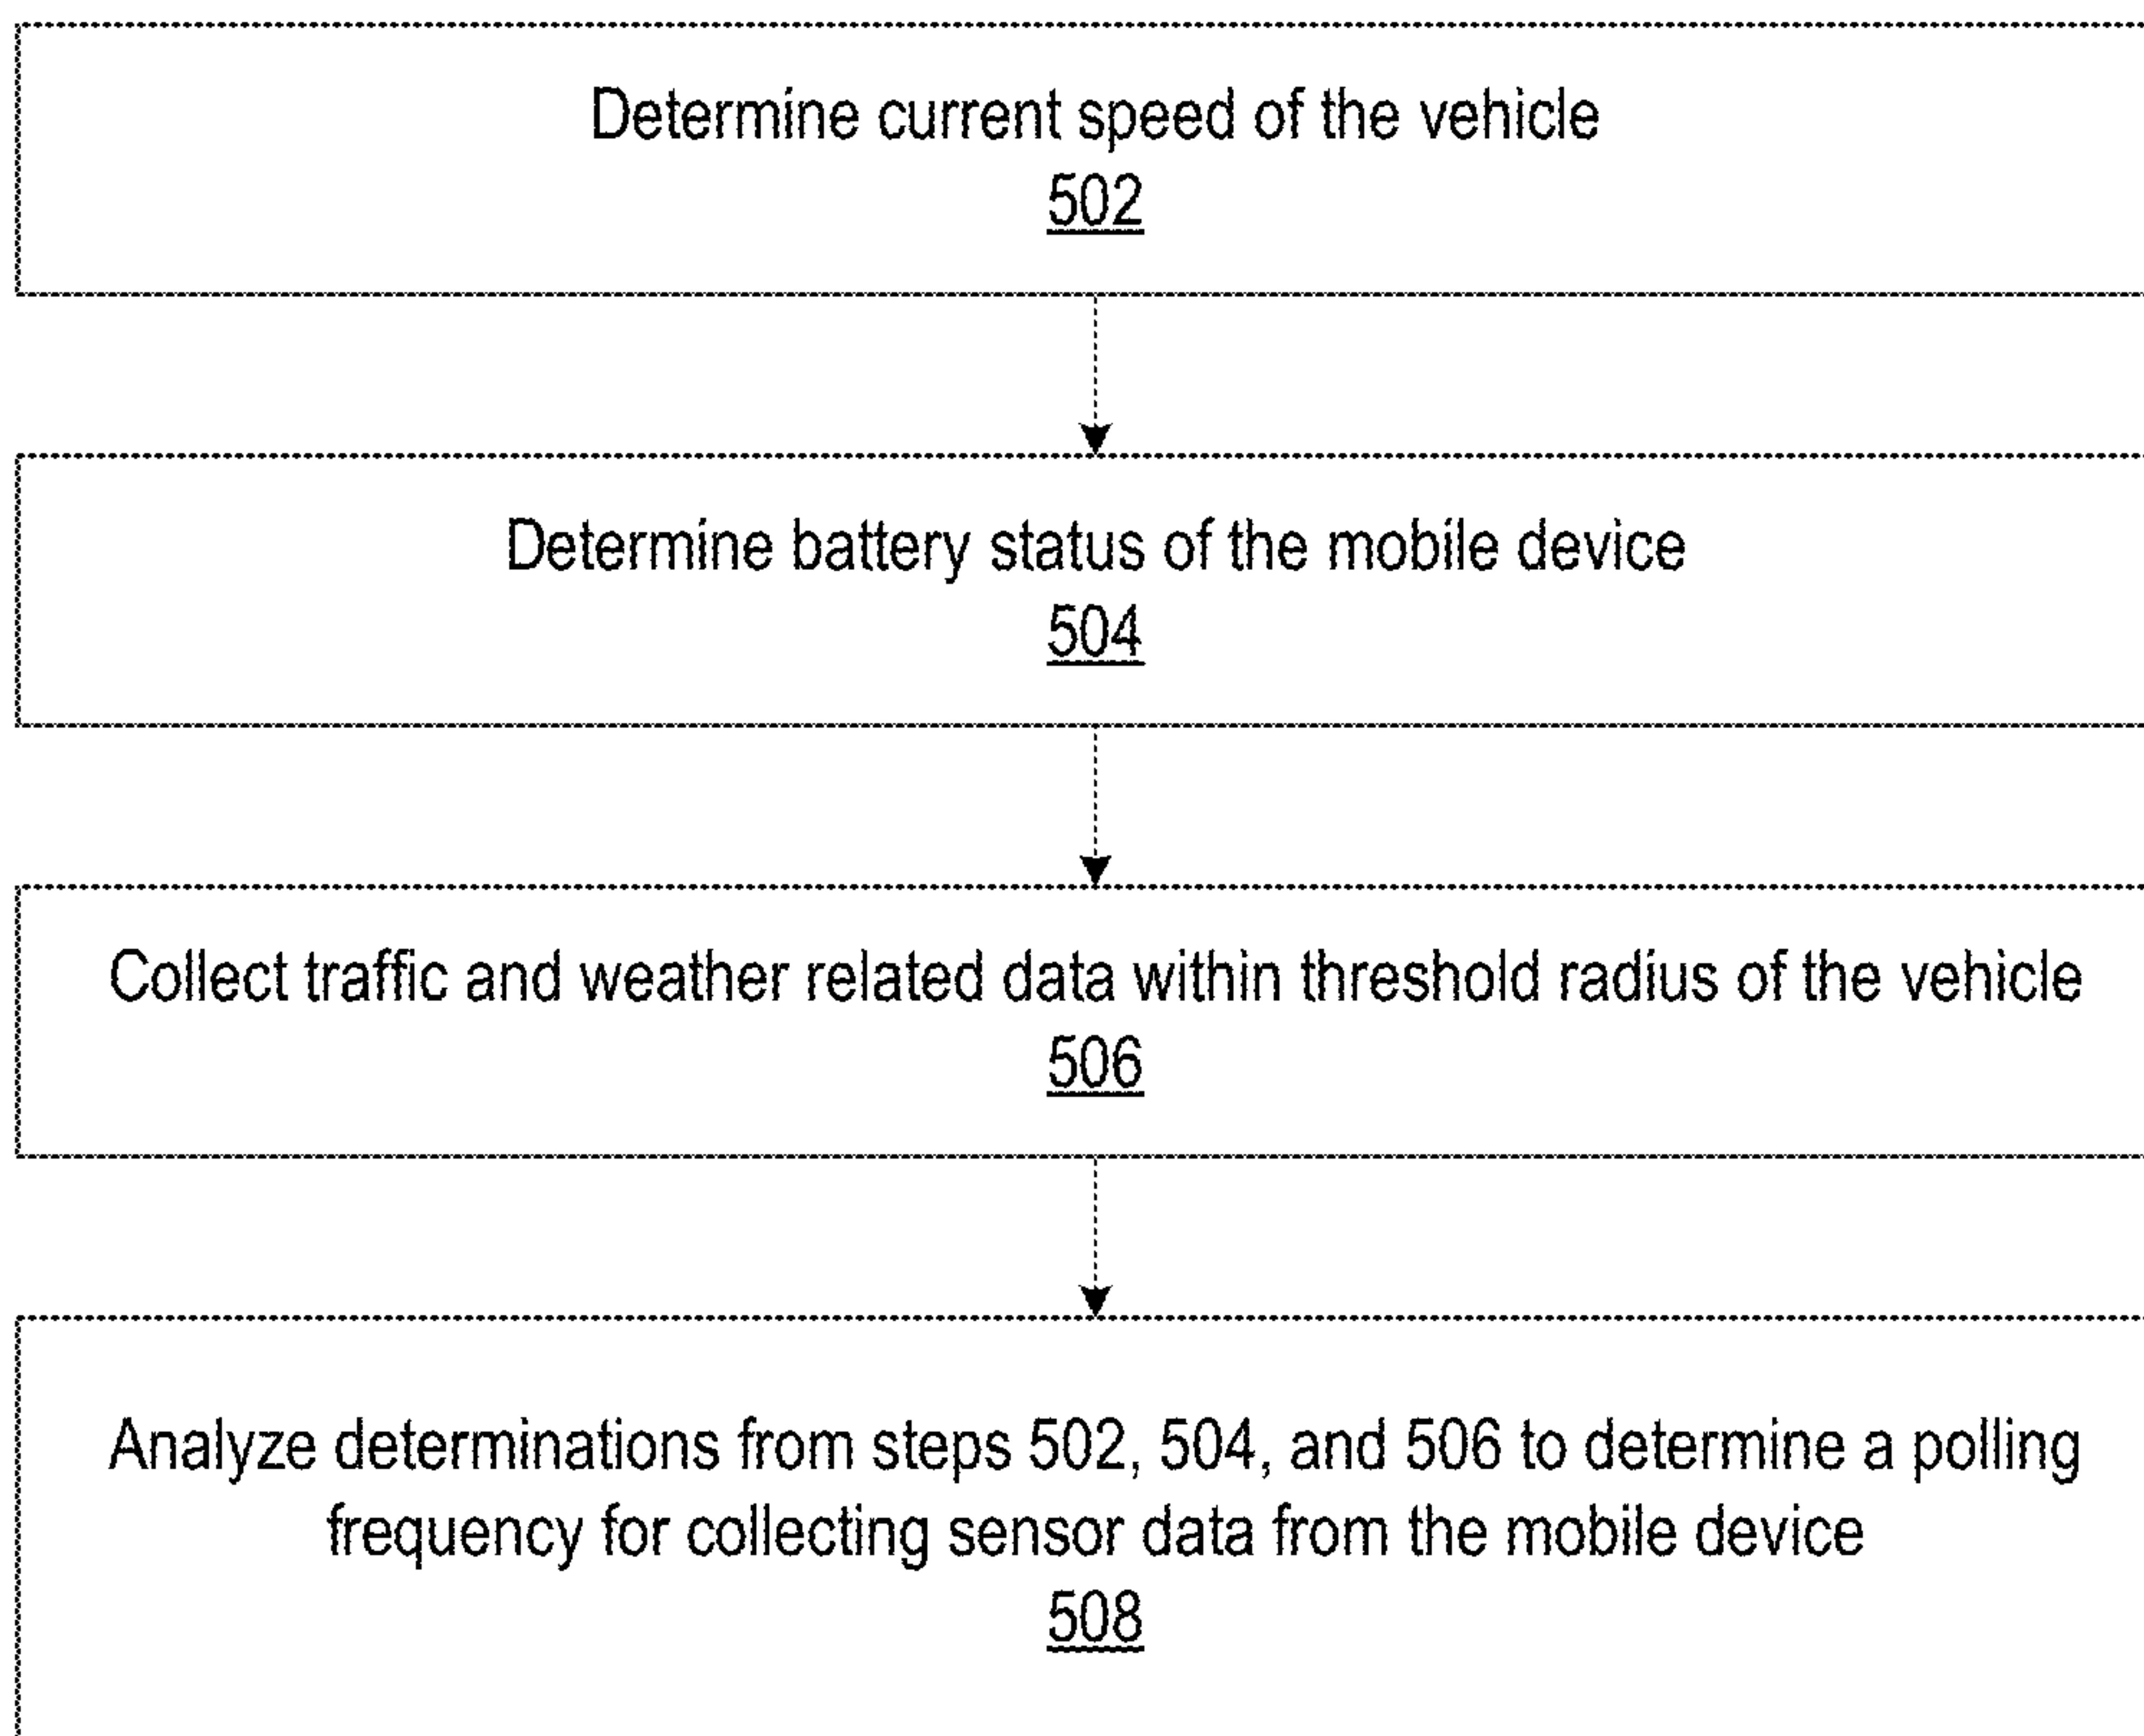 Determine current speed of the vehicle
502
Determine battery status of the mobile device
504
Collect traffic and weather related data within threshold radius of the vehicle
506
Analyze determinations from steps 502, 504, and 506 to determine a polling
frequency for collecting sensor data from the mobile device
508